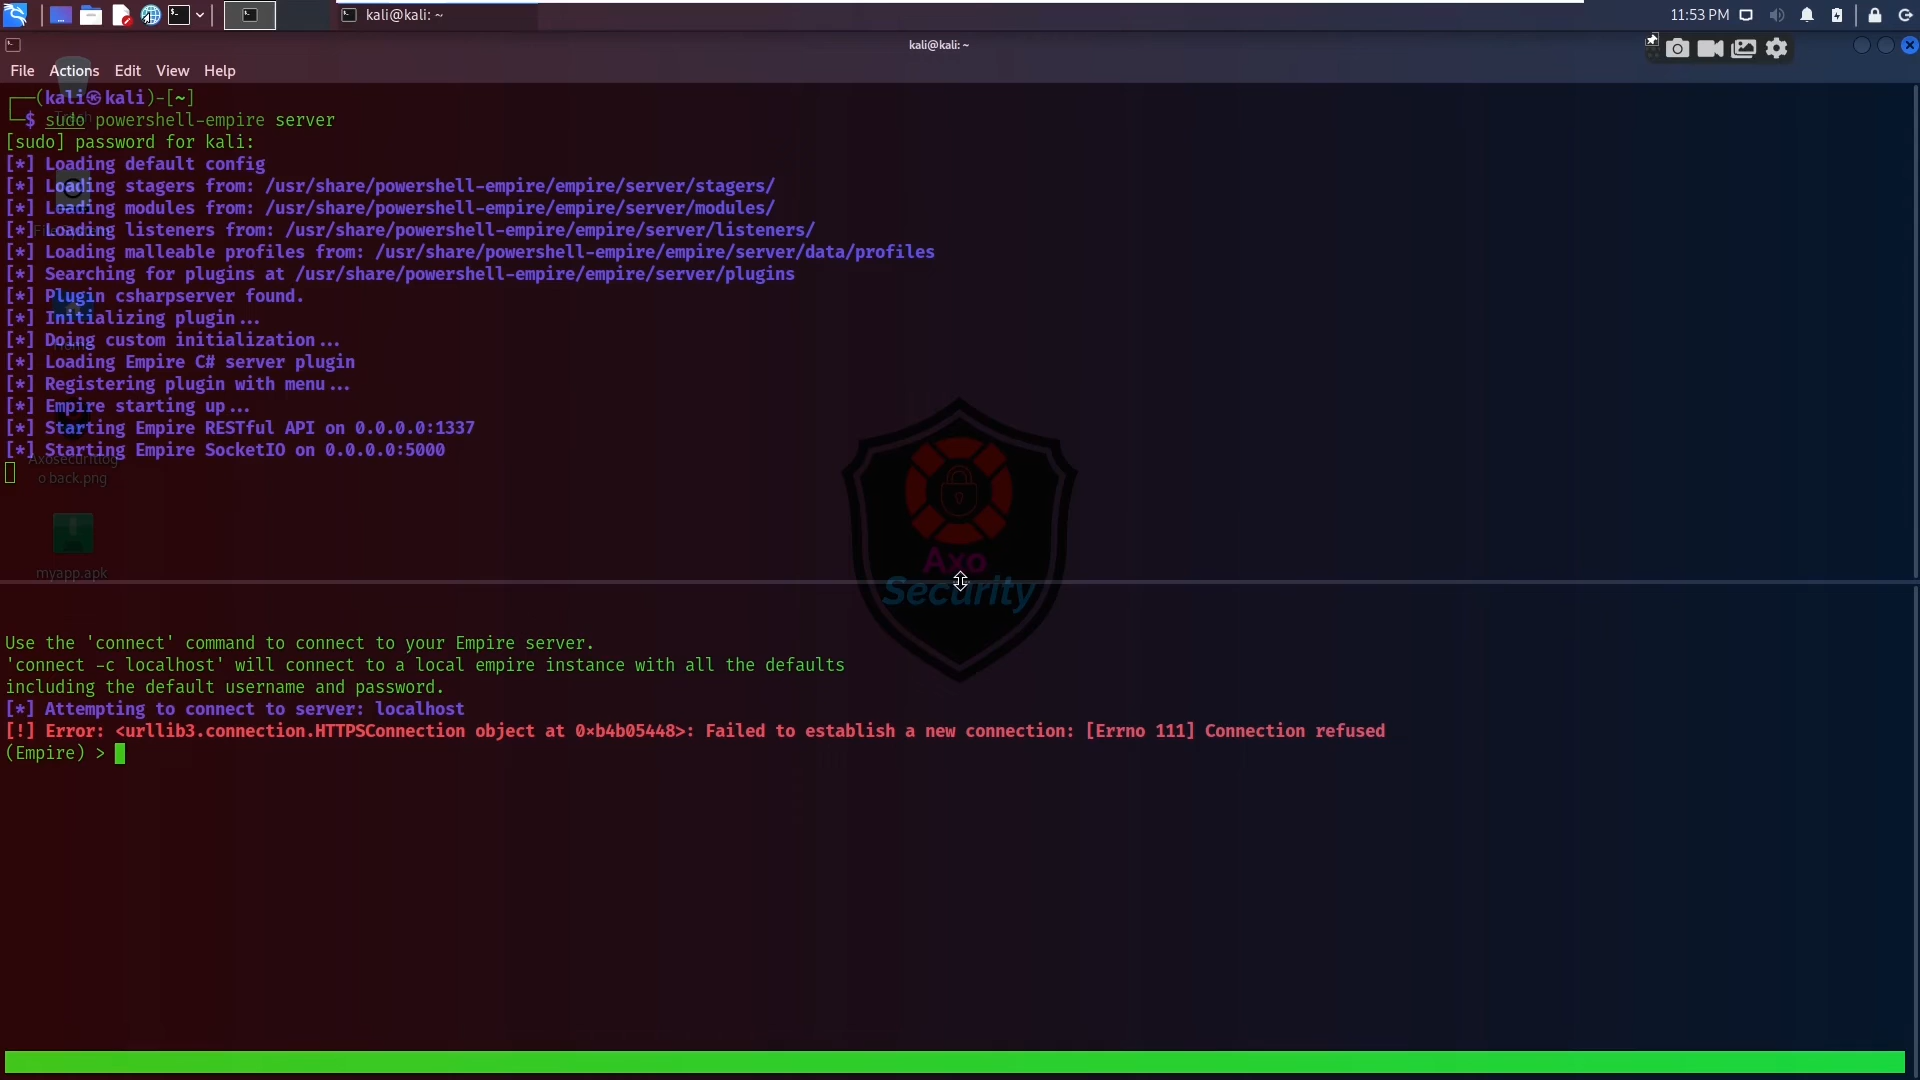 kali@kali: ~
11:53 PM
kali@kali: ~
File Actions Edit View Help
┌──(kali㉿kali)-[~]
└─$ sudo powershell-empire server
[sudo] password for kali:
[*] Loading default config
[*] Loading stagers from: /usr/share/powershell-empire/empire/server/stagers/
[*] Loading modules from: /usr/share/powershell-empire/empire/server/modules/
[*] Loading listeners from: /usr/share/powershell-empire/empire/server/listeners/
[*] Loading malleable profiles from: /usr/share/powershell-empire/empire/server/data/profiles
[*] Searching for plugins at /usr/share/powershell-empire/empire/server/plugins
[*] Plugin csharpserver found.
[*] Initializing plugin...
[*] Doing custom initialization...
[*] Loading Empire C# server plugin
[*] Registering plugin with menu...
[*] Empire starting up...
[*] Starting Empire RESTful API on 0.0.0.0:1337
[*] Starting Empire SocketIO on 0.0.0.0:5000
Axosecuritlog
o back.png
myapp.apk
Axo
Security
Use the 'connect' command to connect to your Empire server.
'connect -c localhost' will connect to a local empire instance with all the defaults
including the default username and password.
[*] Attempting to connect to server: localhost
[!] Error: <urllib3.connection.HTTPSConnection object at 0×b4b05448>: Failed to establish a new connection: [Errno 111] Connection refused
(Empire) >